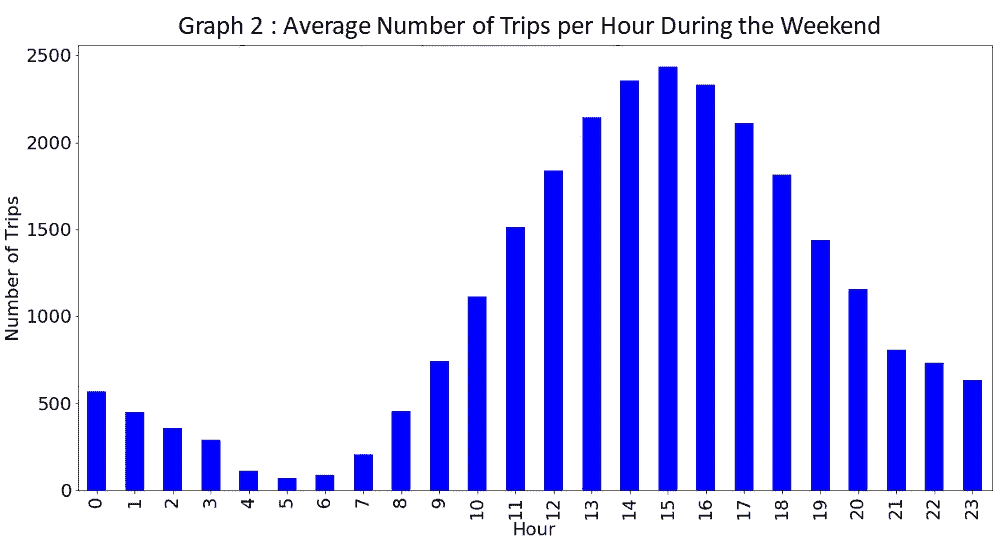 Graph 2 : Average Number of Trips per Hour During the Weekend
Number of Trips
2500
2000
1500
1000
500
0
0 1 2 3 4 5 6 7 8 9 10 11 12 13 14 15 16 17 18 19 20 21 22 23
Hour